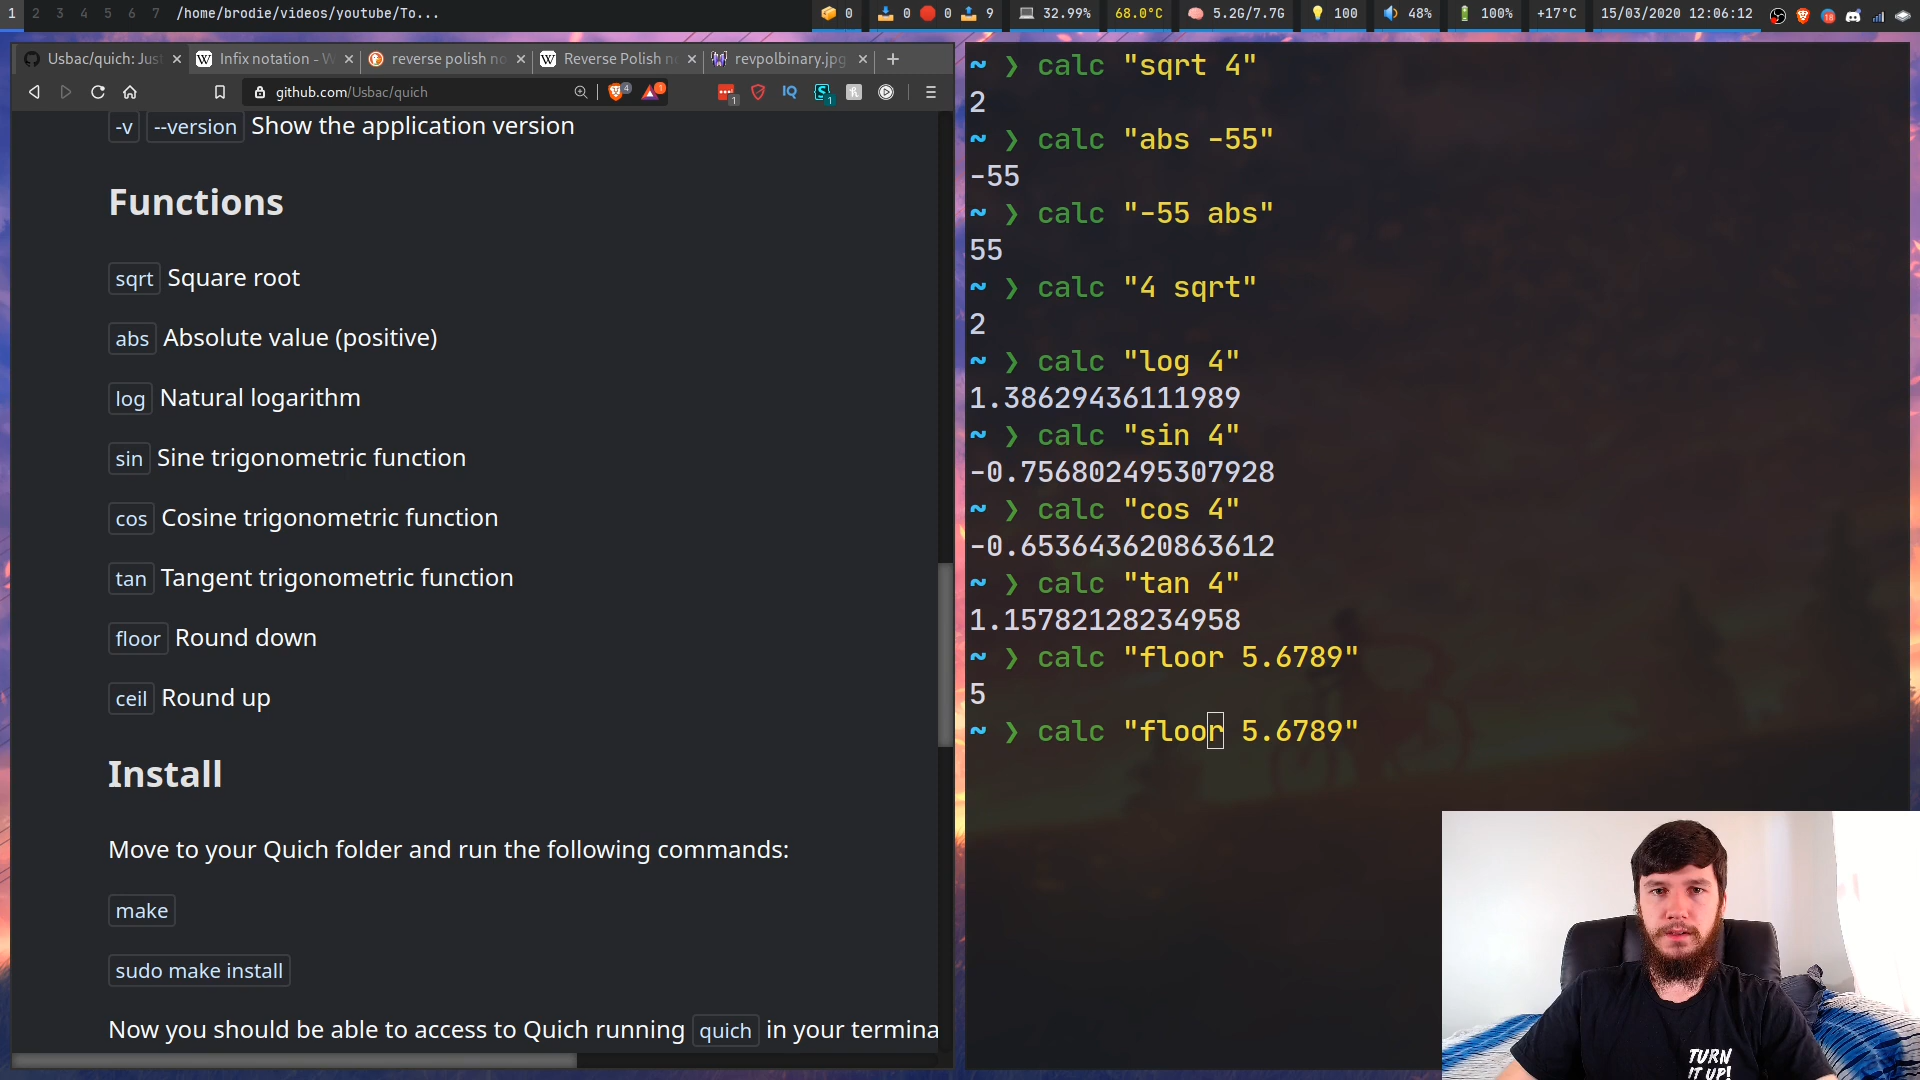 1 2 3 4 5 6 7 /home/brodie/videos/youtube/To... 0 0 0 9 32.99% 68.0°C 5.2G/7.7G 100 48% 100% +17°C 15/03/2020 12:06:12
Usbac/quich: Just Infix notation - W reverse polish no Reverse Polish n revpolbinary.jpg
github.com/Usbac/quich
-v --version Show the application version
Functions
sqrt Square root
abs Absolute value (positive)
log Natural logarithm
sin Sine trigonometric function
cos Cosine trigonometric function
tan Tangent trigonometric function
floor Round down
ceil Round up
Install
Move to your Quich folder and run the following commands:
make
sudo make install
Now you should be able to access to Quich running quich in your termina
~ ❯ calc "sqrt 4"
2
~ ❯ calc "abs -55"
-55
~ ❯ calc "-55 abs"
55
~ ❯ calc "4 sqrt"
2
~ ❯ calc "log 4"
1.38629436111989
~ ❯ calc "sin 4"
-0.756802495307928
~ ❯ calc "cos 4"
-0.653643620863612
~ ❯ calc "tan 4"
1.15782128234958
~ ❯ calc "floor 5.6789"
5
~ ❯ calc "floor 5.6789"
TURN
IT UP!